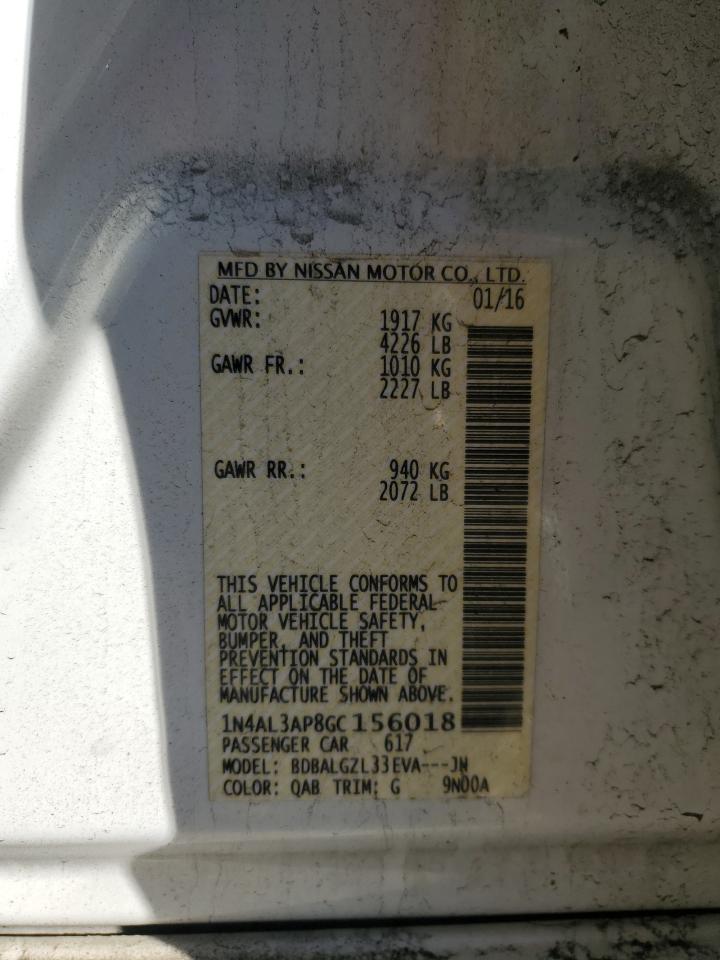 MFD BY NISSAN MOTOR CO., LTD.
DATE: 01/16
GVWR: 1917 KG
4226 LB
GAWR FR.: 1010 KG
2227 LB
GAWR RR.: 940 KG
2072 LB
THIS VEHICLE CONFORMS TO
ALL APPLICABLE FEDERAL
MOTOR VEHICLE SAFETY,
BUMPER, AND THEFT
PREVENTION STANDARDS IN
EFFECT ON THE DATE OF
MANUFACTURE SHOWN ABOVE.
1N4AL3AP8GC156018
PASSENGER CAR 617
MODEL: BDBALGZL33EVA---JN
COLOR: QAB TRIM: G 9N00A